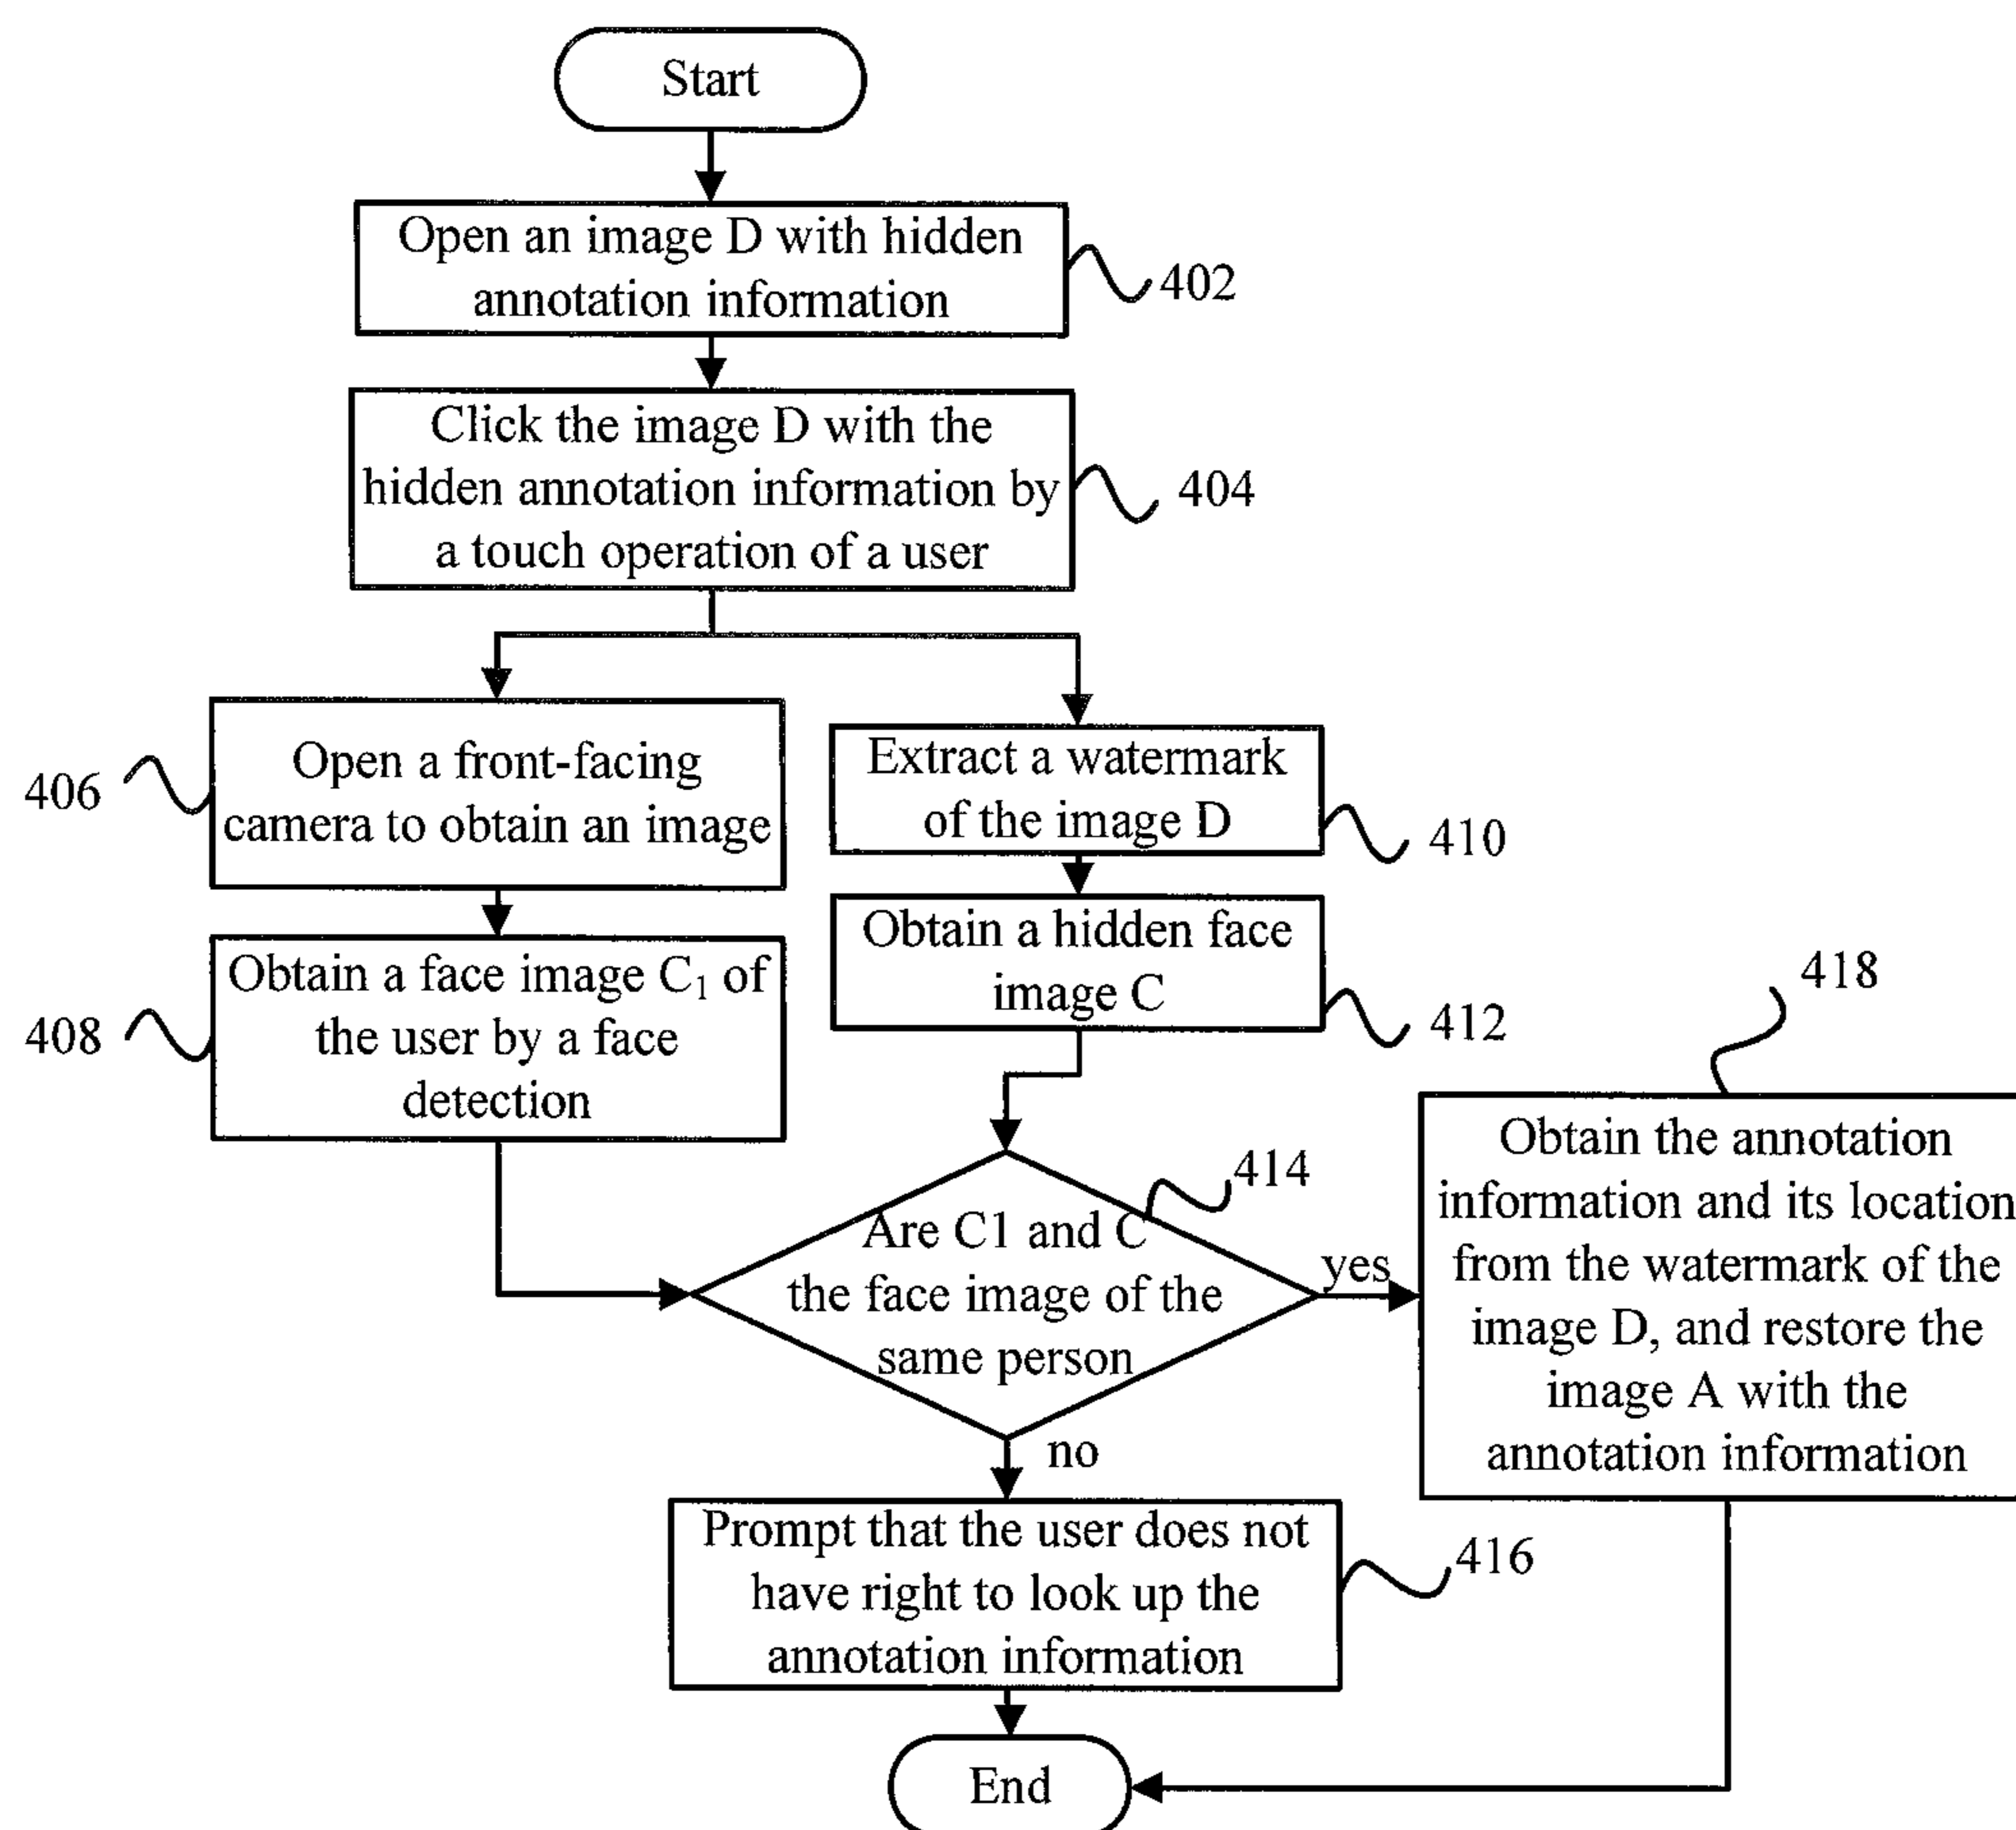 Start
Open an image D with hidden
annotation information
402
Click the image D with the
hidden annotation information by
a touch operation of a user
404
Open a front-facing
camera to obtain an image
406
Extract a watermark
of the image D
410
Obtain a face image C₁ of
the user by a face
detection
408
Obtain a hidden face
image C
412
Are C1 and C
the face image of the
same person
414
yes
no
Obtain the annotation
information and its location
from the watermark of the
image D, and restore the
image A with the
annotation information
418
Prompt that the user does not
have right to look up the
annotation information
416
End